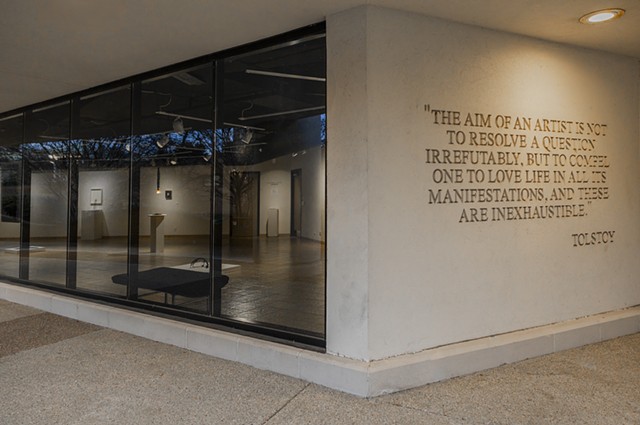 "THE AIM OF AN ARTIST IS NOT
TO RESOLVE A QUESTION
IRREFUTABLY, BUT TO COMPEL
ONE TO LOVE LIFE IN ALL ITS
MANIFESTATIONS, AND THESE
ARE INEXHAUSTIBLE."
TOLSTOY